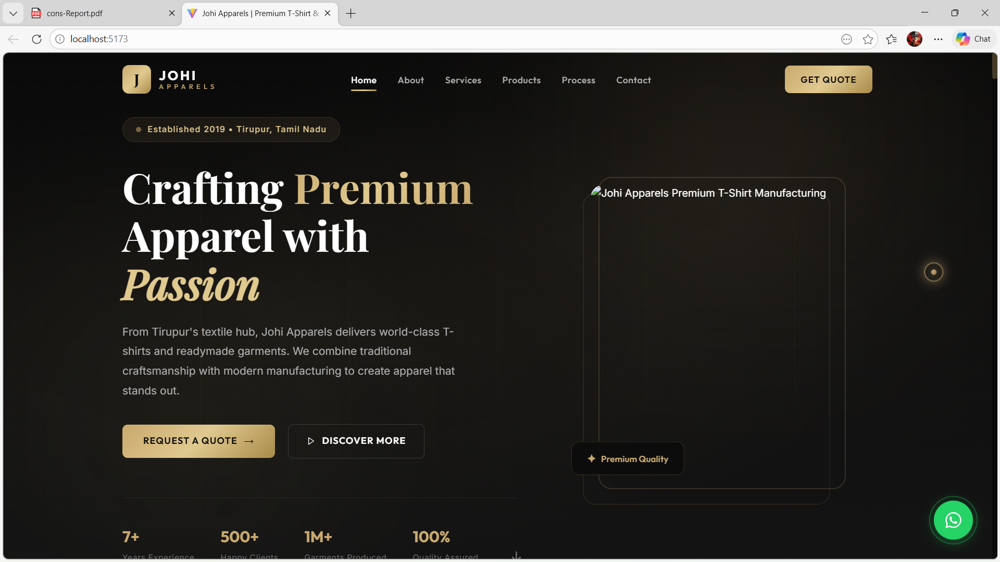 cons-Report.pdf
Johi Apparels | Premium T-Shirt &
localhost:5173
Chat
J
JOHI
APPARELS
Home
About
Services
Products
Process
Contact
GET QUOTE
Established 2019 • Tirupur, Tamil Nadu
Crafting Premium
Apparel with
Passion
From Tirupur's textile hub, Johi Apparels delivers world-class T-
shirts and readymade garments. We combine traditional
craftsmanship with modern manufacturing to create apparel that
stands out.
REQUEST A QUOTE →
DISCOVER MORE
Johi Apparels Premium T-Shirt Manufacturing
Premium Quality
7+
500+
1M+
100%
Years Experience
Happy Clients
Garments Produced
Quality Assured